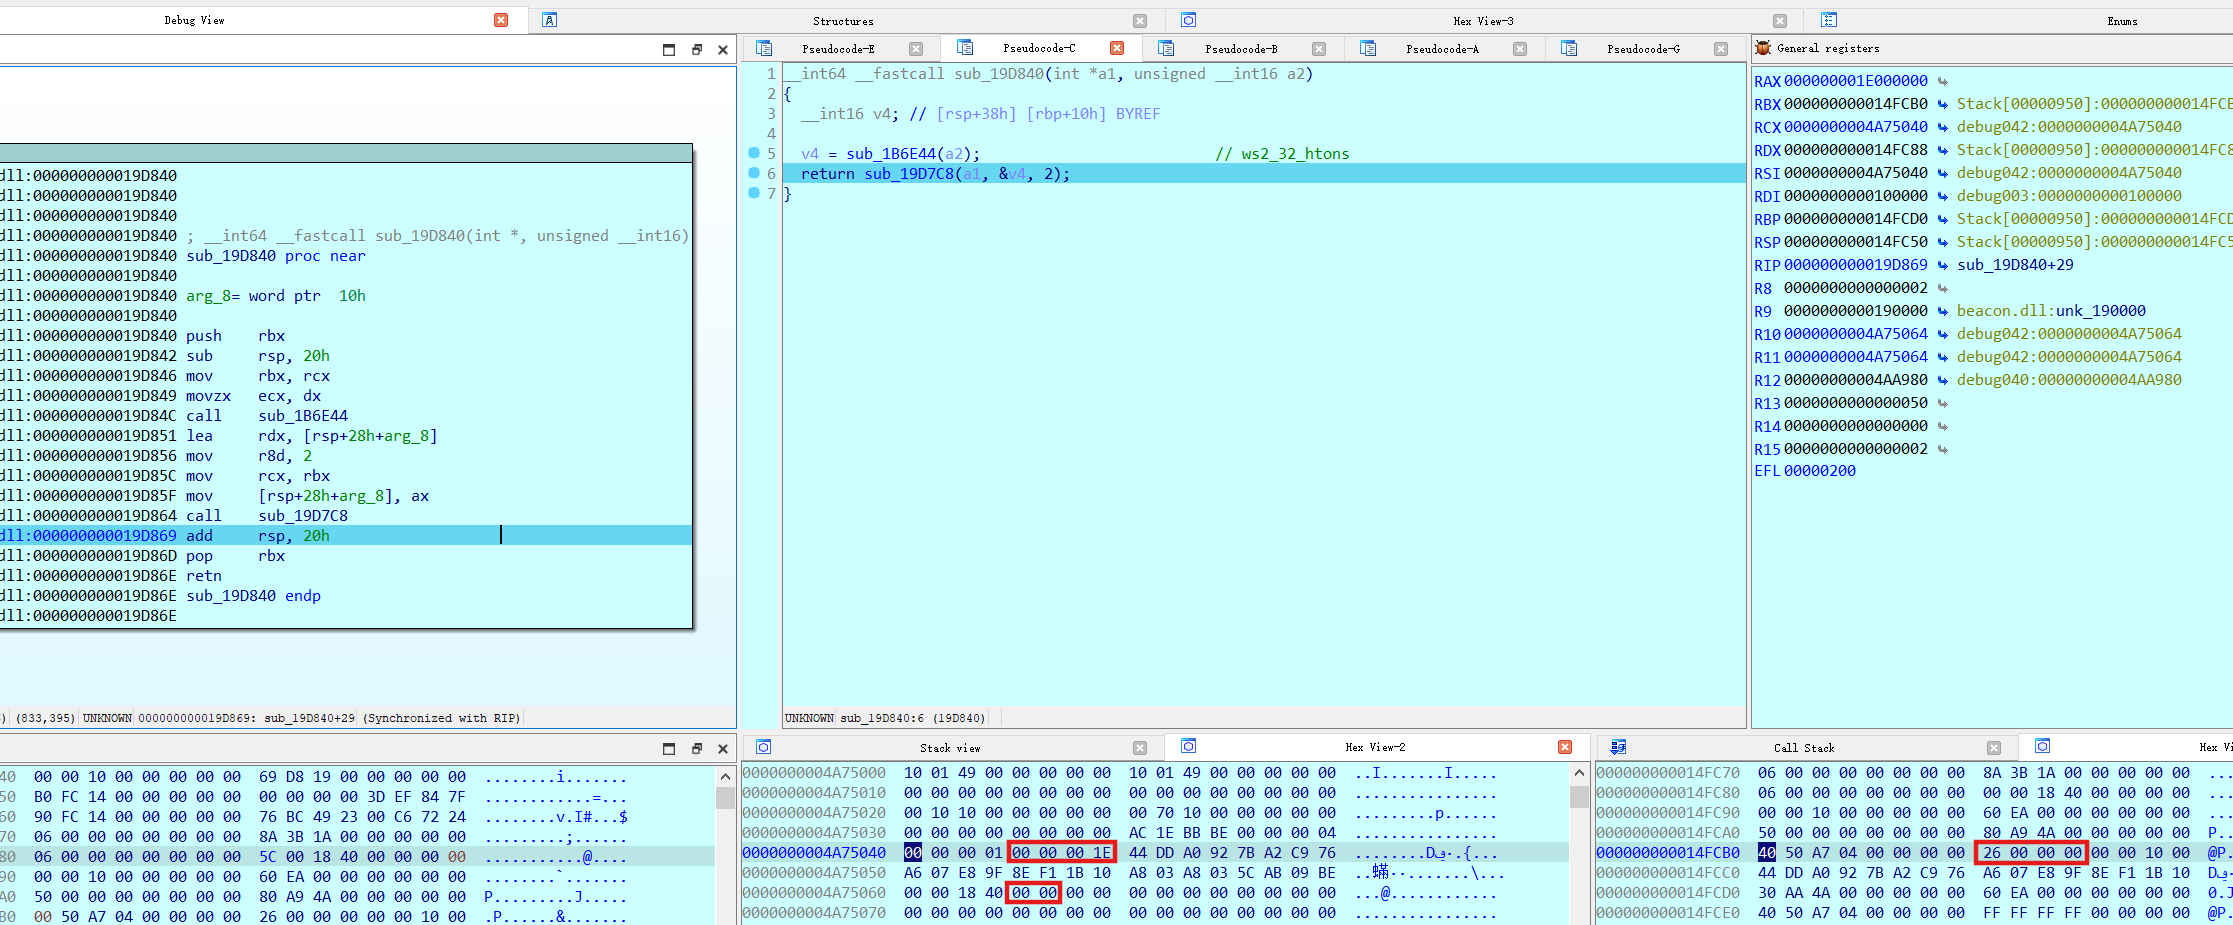 Debug View
Structures
Hex View-3
Enums
Pseudocode-E
Pseudocode-C
Pseudocode-B
Pseudocode-A
Pseudocode-G
General registers
dll:000000000019D840
dll:000000000019D840
dll:000000000019D840
dll:000000000019D840 ; __int64 __fastcall sub_19D840(int *, unsigned __int16)
dll:000000000019D840 sub_19D840 proc near
dll:000000000019D840
dll:000000000019D840 arg_8= word ptr  10h
dll:000000000019D840
dll:000000000019D840 push    rbx
dll:000000000019D842 sub     rsp, 20h
dll:000000000019D846 mov     rbx, rcx
dll:000000000019D849 movzx   ecx, dx
dll:000000000019D84C call    sub_1B6E44
dll:000000000019D851 lea     rdx, [rsp+28h+arg_8]
dll:000000000019D856 mov     r8d, 2
dll:000000000019D85C mov     rcx, rbx
dll:000000000019D85F mov     [rsp+28h+arg_8], ax
dll:000000000019D864 call    sub_19D7C8
dll:000000000019D869 add     rsp, 20h
dll:000000000019D86D pop     rbx
dll:000000000019D86E retn
dll:000000000019D86E sub_19D840 endp
dll:000000000019D86E
) (833,395) UNKNOWN 000000000019D869: sub_19D840+29 (Synchronized with RIP)
1 __int64 __fastcall sub_19D840(int *a1, unsigned __int16 a2)
2 {
3   __int16 v4; // [rsp+38h] [rbp+10h] BYREF
4
5   v4 = sub_1B6E44(a2);                          // ws2_32_htons
6   return sub_19D7C8(a1, &v4, 2);
7 }
UNKNOWN sub_19D840:6 (19D840)
RAX 000000001E000000
RBX 000000000014FCB0 Stack[00000950]:000000000014FCB
RCX 0000000004A75040 debug042:0000000004A75040
RDX 000000000014FC88 Stack[00000950]:000000000014FC8
RSI 0000000004A75040 debug042:0000000004A75040
RDI 0000000000100000 debug003:0000000000100000
RBP 000000000014FCD0 Stack[00000950]:000000000014FCD
RSP 000000000014FC50 Stack[00000950]:000000000014FC5
RIP 000000000019D869 sub_19D840+29
R8 0000000000000002
R9 0000000000190000 beacon.dll:unk_190000
R10 0000000004A75064 debug042:0000000004A75064
R11 0000000004A75064 debug042:0000000004A75064
R12 00000000004AA980 debug040:00000000004AA980
R13 0000000000000050
R14 0000000000000000
R15 0000000000000002
EFL 00000200
40  00 00 10 00 00 00 00 00  69 D8 19 00 00 00 00 00  ........i.......
50  B0 FC 14 00 00 00 00 00  00 00 00 00 3D EF 84 7F  ............=...
60  90 FC 14 00 00 00 00 00  76 BC 49 23 00 C6 72 24  ........v.I#...$
70  06 00 00 00 00 00 00 00  8A 3B 1A 00 00 00 00 00  .........;......
80  06 00 00 00 00 00 00 00  5C 00 18 40 00 00 00 00  ...........@....
90  00 00 10 00 00 00 00 00  60 EA 00 00 00 00 00 00  ........`.......
A0  50 00 00 00 00 00 00 00  80 A9 4A 00 00 00 00 00  P.........J.....
B0  00 50 A7 04 00 00 00 00  26 00 00 00 00 00 10 00  .P......&.......
Stack view
Hex View-2
0000000004A75000  10 01 49 00 00 00 00 00  10 01 49 00 00 00 00 00  ..I.......I.....
0000000004A75010  00 00 00 00 00 00 00 00  00 00 00 00 00 00 00 00  ................
0000000004A75020  00 10 10 00 00 00 00 00  00 70 10 00 00 00 00 00  .........p......
0000000004A75030  00 00 00 00 00 00 00 00  AC 1E BB BE 00 00 00 04  ................
0000000004A75040  00 00 00 01 00 00 00 1E  44 DD A0 92 7B A2 C9 76
0000000004A75050  A6 07 E8 9F 8E F1 1B 10  A8 03 A8 03 5C AB 09 BE
0000000004A75060  00 00 18 40 00 00 00 00  00 00 00 00 00 00 00 00  ...@............
0000000004A75070  00 00 00 00 00 00 00 00  00 00 00 00 00 00 00 00  ................
Call Stack
Hex Vi
000000000014FC70  06 00 00 00 00 00 00 00  8A 3B 1A 00 00 00 00 00  ...
000000000014FC80  06 00 00 00 00 00 00 00  00 00 18 40 00 00 00 00  ...
000000000014FC90  00 00 10 00 00 00 00 00  60 EA 00 00 00 00 00 00  ...
000000000014FCA0  50 00 00 00 00 00 00 00  80 A9 4A 00 00 00 00 00  P..
000000000014FCB0  40 50 A7 04 00 00 00 00  26 00 00 00 00 00 10 00  @P.
000000000014FCC0  44 DD A0 92 7B A2 C9 76  A6 07 E8 9F 8E F1 1B 10
000000000014FCD0  30 AA 4A 00 00 00 00 00  60 EA 00 00 00 00 00 00  0.J
000000000014FCE0  40 50 A7 04 00 00 00 00  FF FF FF FF 00 00 00 00  @P.